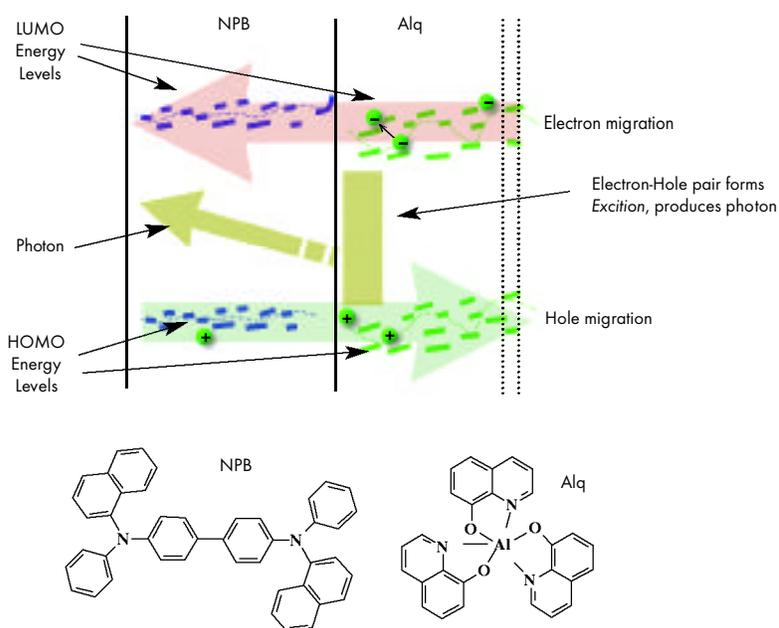 LUMO
Energy
Levels
NPB
Alq
Electron migration
Electron-Hole pair forms
Excition, produces photon
Photon
Hole migration
HOMO
Energy
Levels
NPB
Alq
N
N
N
O
O
N
Al
O
N